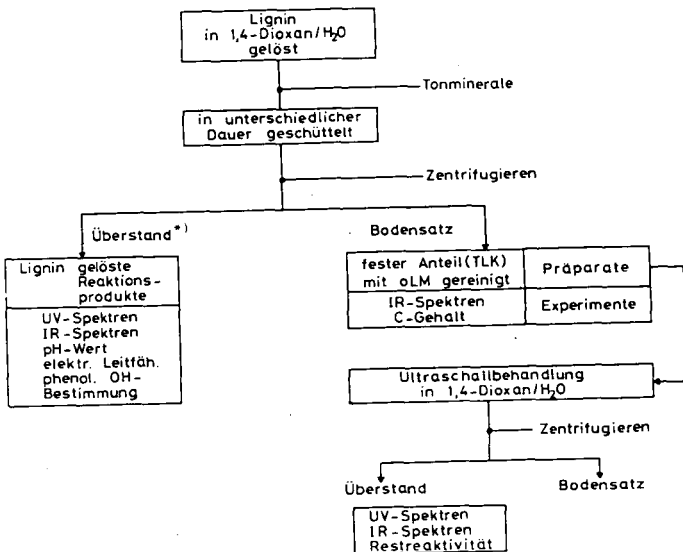 Lignin
in 1,4-Dioxan/H2O
gelöst
Tonminerale
in unterschiedlicher
Dauer geschüttelt
Zentrifugieren
Überstand*)
Bodensatz
Lignin gelöste
Reaktions-
produkte
UV-Spektren
IR-Spektren
pH-Wert
elektr. Leitfäh.
phenol. OH-
Bestimmung
fester Anteil(TLK)
mit oLM gereinigt
Präparate
IR-Spektren
C-Gehalt
Experimente
Ultraschallbehandlung
in 1,4-Dioxan/H2O
Zentrifugieren
Überstand
Bodensatz
UV-Spektren
IR-Spektren
Restreaktivität